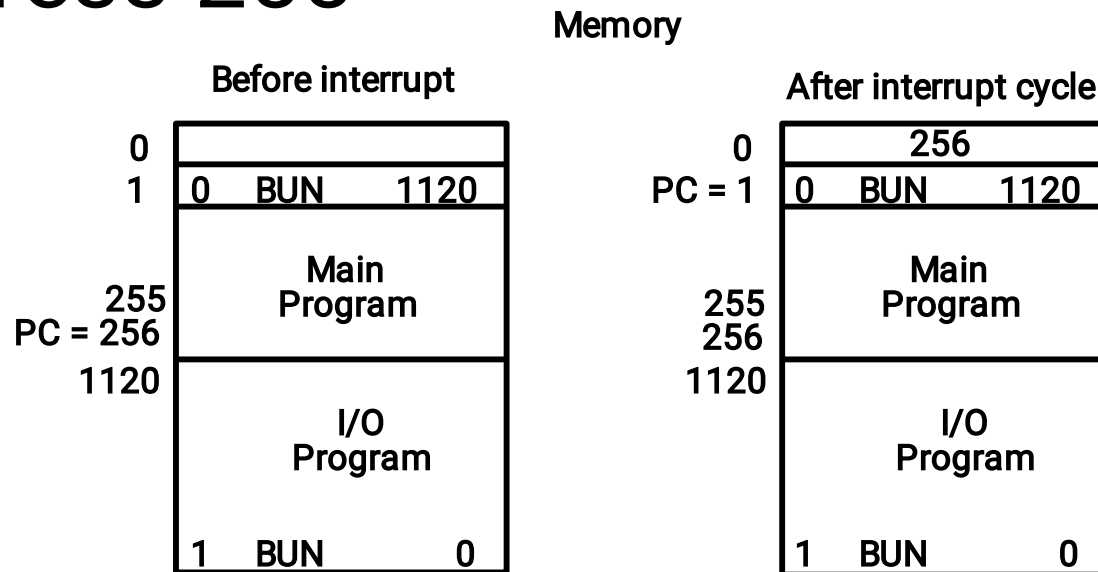 Memory
Before interrupt
0
1 0 BUN 1120
Main
Program
255
PC = 256
1120
I/O
Program
1 BUN 0
After interrupt cycle
0 256
PC = 1 0 BUN 1120
Main
Program
255
256
1120
I/O
Program
1 BUN 0